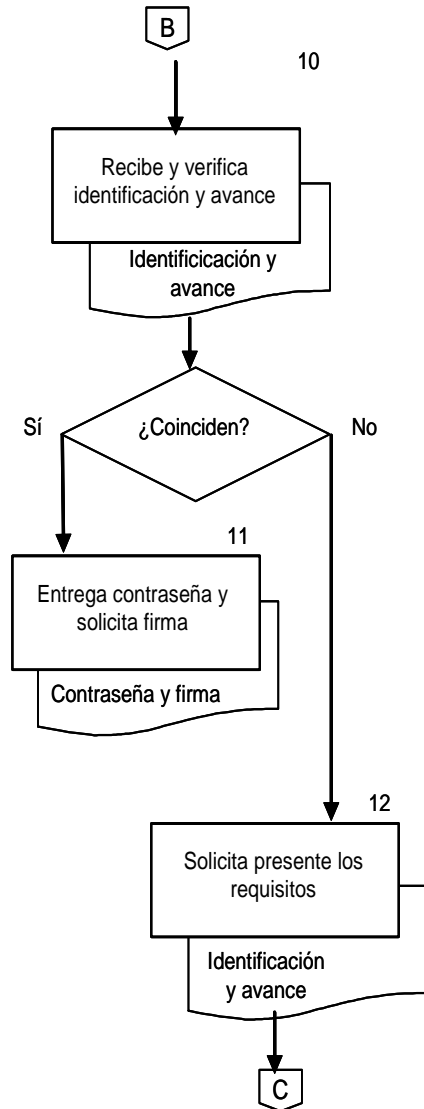 B
10
Recibe y verifica
identificación y avance
Identificicación y
avance
Sí
¿Coinciden?
No
11
Entrega contraseña y
solicita firma
Contraseña y firma
12
Solicita presente los
requisitos
Identificación
y avance
C